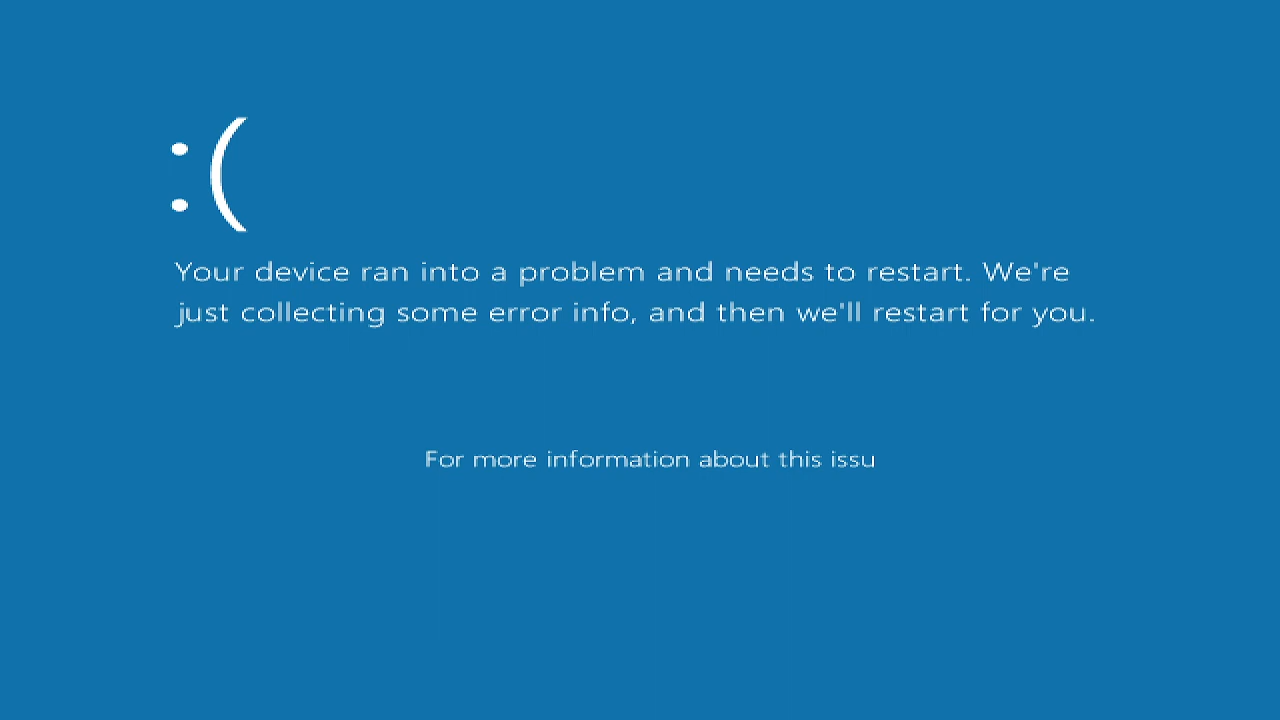 :(
Your device ran into a problem and needs to restart. We're
just collecting some error info, and then we'll restart for you.
For more information about this issu